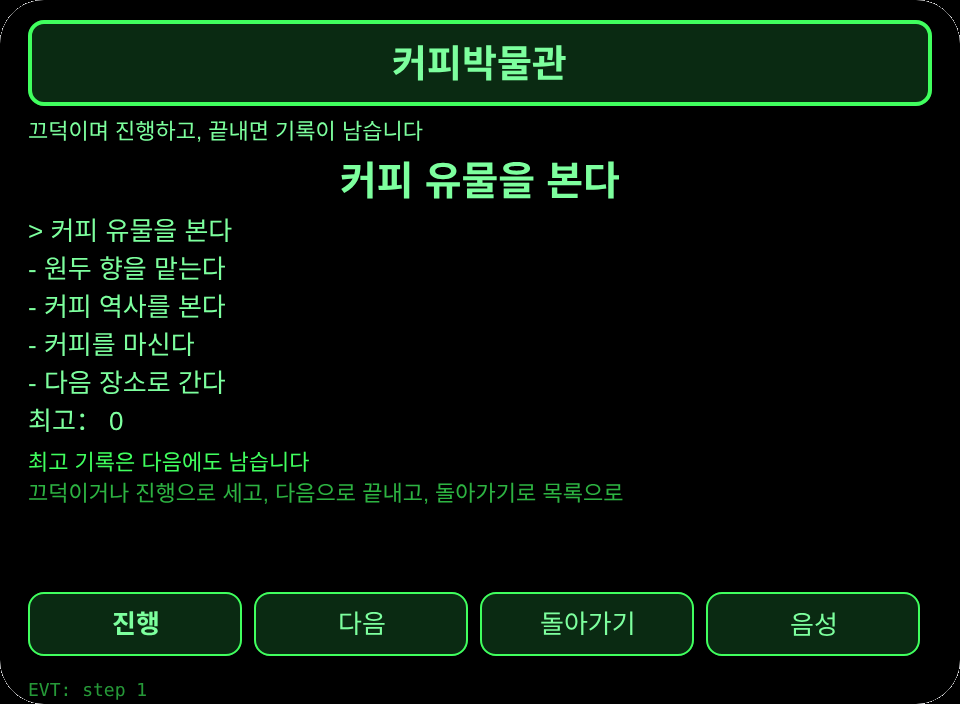 커피박물관
끄덕이며 진행하고, 끝내면 기록이 남습니다
커피 유물을 본다
> 커피 유물을 본다
- 원두 향을 맡는다
- 커피 역사를 본다
- 커피를 마신다
- 다음 장소로 간다
최고: 0
최고 기록은 다음에도 남습니다
끄덕이거나 진행으로 세고, 다음으로 끝내고, 돌아가기로 목록으로
진행
다음
돌아가기
음성
EVT: step 1